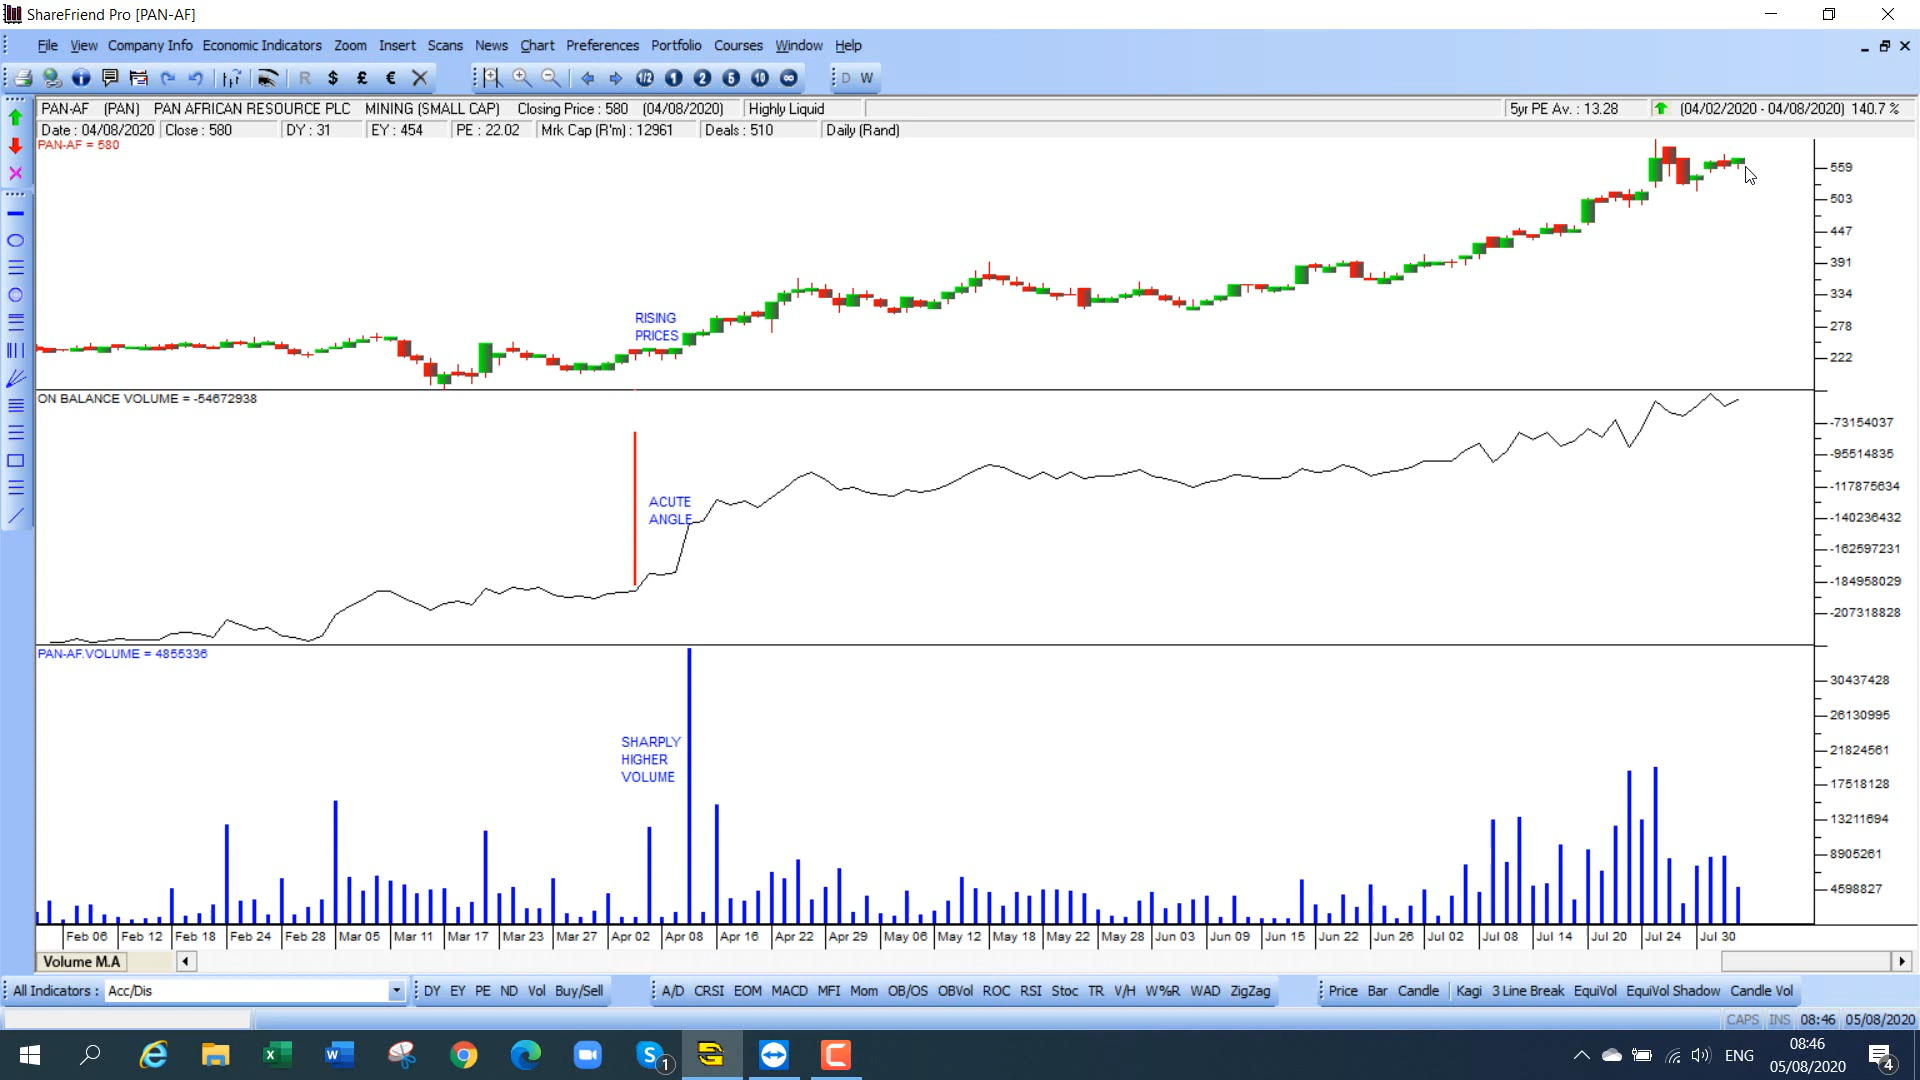 ShareFriend Pro [PAN-AF]
File View Company Info Economic Indicators Zoom Insert Scans News Chart Preferences Portfolio Courses Window Help
R $ £ € 1/2 1 2 5 10 ∞ D W
PAN-AF (PAN) PAN AFRICAN RESOURCE PLC MINING (SMALL CAP) Closing Price : 580 (04/08/2020) Highly Liquid 5yr PE Av. : 13.28 (04/02/2020 - 04/08/2020) 140.7 %
Date : 04/08/2020 Close : 580 DY : 31 EY : 454 PE : 22.02 Mrk Cap (R'm) : 12961 Deals : 510 Daily (Rand)
PAN-AF = 580
559
503
447
391
334
278
222
RISING
PRICES
ON BALANCE VOLUME = -54672938
-73154037
-95514835
-117875634
-140236432
-162597231
-184958029
-207318828
ACUTE
ANGLE
PAN-AF.VOLUME = 4855336
30437428
26130995
21824561
17518128
13211694
8905261
4598827
SHARPLY
HIGHER
VOLUME
Feb 06 Feb 12 Feb 18 Feb 24 Feb 28 Mar 05 Mar 11 Mar 17 Mar 23 Mar 27 Apr 02 Apr 08 Apr 16 Apr 22 Apr 29 May 06 May 12 May 18 May 22 May 28 Jun 03 Jun 09 Jun 15 Jun 22 Jun 26 Jul 02 Jul 08 Jul 14 Jul 20 Jul 24 Jul 30
Volume M.A
All Indicators : Acc/Dis DY EY PE ND Vol Buy/Sell A/D CRSI EOM MACD MFI Mom OB/OS OBVol ROC RSI Stoc TR V/H W%R WAD ZigZag Price Bar Candle Kagi 3 Line Break EquiVol EquiVol Shadow Candle Vol
CAPS INS 08:46 05/08/2020
1 ENG 08:46
05/08/2020 4